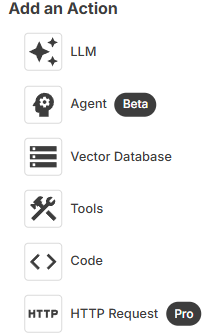 Add an Action
LLM
Agent Beta
Vector Database
Tools
Code
HTTP HTTP Request Pro